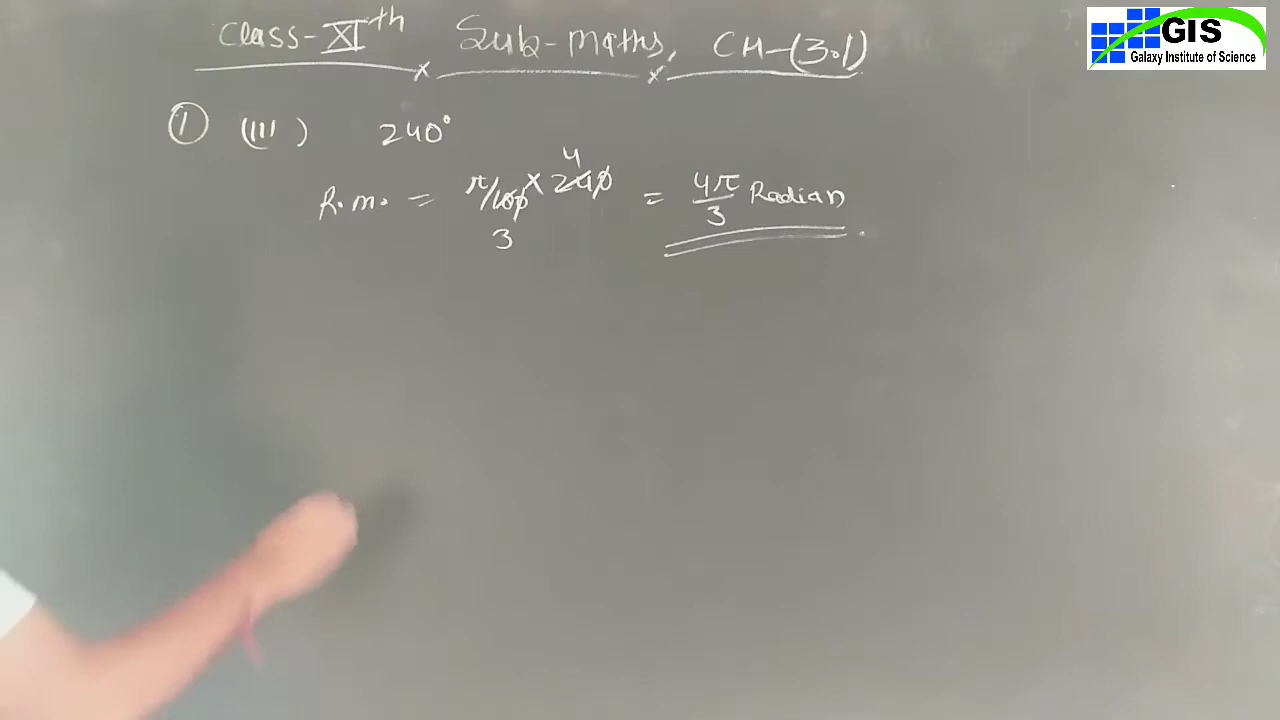 Class-XIth Sub-maths, CH-(3.1)
GIS
Galaxy Institute of Science
① (III) 240°
R.m. = π/180 × 240 = 4π/3 Radian
4
3